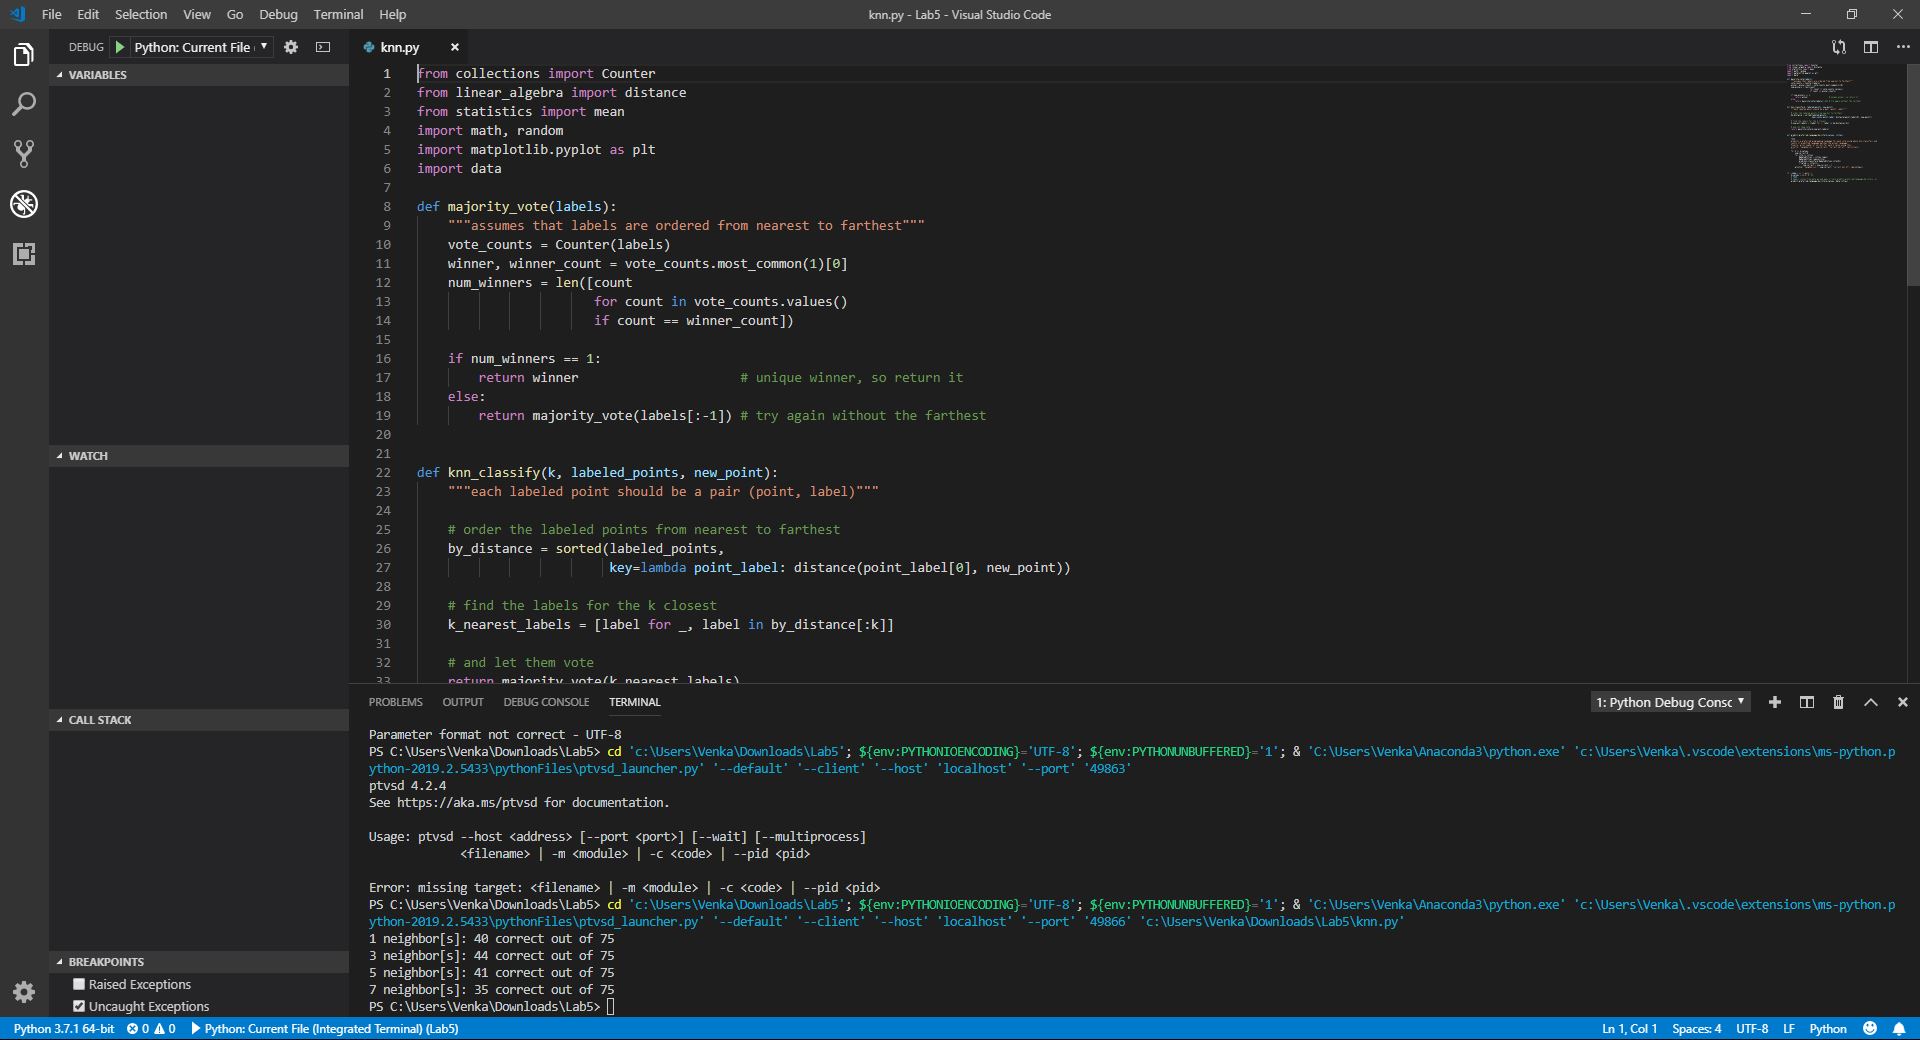 File Edit Selection View Go Debug Terminal Help
knn.py - Lab5 - Visual Studio Code
DEBUG Python: Current File
VARIABLES
WATCH
CALL STACK
BREAKPOINTS
Raised Exceptions
Uncaught Exceptions
knn.py
1 from collections import Counter
2 from linear_algebra import distance
3 from statistics import mean
4 import math, random
5 import matplotlib.pyplot as plt
6 import data
7
8 def majority_vote(labels):
9     """assumes that labels are ordered from nearest to farthest"""
10     vote_counts = Counter(labels)
11     winner, winner_count = vote_counts.most_common(1)[0]
12     num_winners = len([count
13                        for count in vote_counts.values()
14                        if count == winner_count])
15
16     if num_winners == 1:
17         return winner                     # unique winner, so return it
18     else:
19         return majority_vote(labels[:-1]) # try again without the farthest
20
21
22 def knn_classify(k, labeled_points, new_point):
23     """each labeled point should be a pair (point, label)"""
24
25     # order the labeled points from nearest to farthest
26     by_distance = sorted(labeled_points,
27                          key=lambda point_label: distance(point_label[0], new_point))
28
29     # find the labels for the k closest
30     k_nearest_labels = [label for _, label in by_distance[:k]]
31
32     # and let them vote
33     return majority_vote(k_nearest_labels)
PROBLEMS OUTPUT DEBUG CONSOLE TERMINAL
1: Python Debug Consc
Parameter format not correct - UTF-8
PS C:\Users\Venka\Downloads\Lab5> cd 'c:\Users\Venka\Downloads\Lab5'; ${env:PYTHONIOENCODING}='UTF-8'; ${env:PYTHONUNBUFFERED}='1'; & 'C:\Users\Venka\Anaconda3\python.exe' 'c:\Users\Venka\.vscode\extensions\ms-python.p
ython-2019.2.5433\pythonFiles\ptvsd_launcher.py' '--default' '--client' '--host' 'localhost' '--port' '49863'
ptvsd 4.2.4
See https://aka.ms/ptvsd for documentation.
Usage: ptvsd --host <address> [--port <port>] [--wait] [--multiprocess]
<filename> | -m <module> | -c <code> | --pid <pid>
Error: missing target: <filename> | -m <module> | -c <code> | --pid <pid>
PS C:\Users\Venka\Downloads\Lab5> cd 'c:\Users\Venka\Downloads\Lab5'; ${env:PYTHONIOENCODING}='UTF-8'; ${env:PYTHONUNBUFFERED}='1'; & 'C:\Users\Venka\Anaconda3\python.exe' 'c:\Users\Venka\.vscode\extensions\ms-python.p
ython-2019.2.5433\pythonFiles\ptvsd_launcher.py' '--default' '--client' '--host' 'localhost' '--port' '49866' 'c:\Users\Venka\Downloads\Lab5\knn.py'
1 neighbor[s]: 40 correct out of 75
3 neighbor[s]: 44 correct out of 75
5 neighbor[s]: 41 correct out of 75
7 neighbor[s]: 35 correct out of 75
PS C:\Users\Venka\Downloads\Lab5>
Python 3.7.1 64-bit 0 0 Python: Current File (Integrated Terminal) (Lab5)
Ln 1, Col 1 Spaces: 4 UTF-8 LF Python